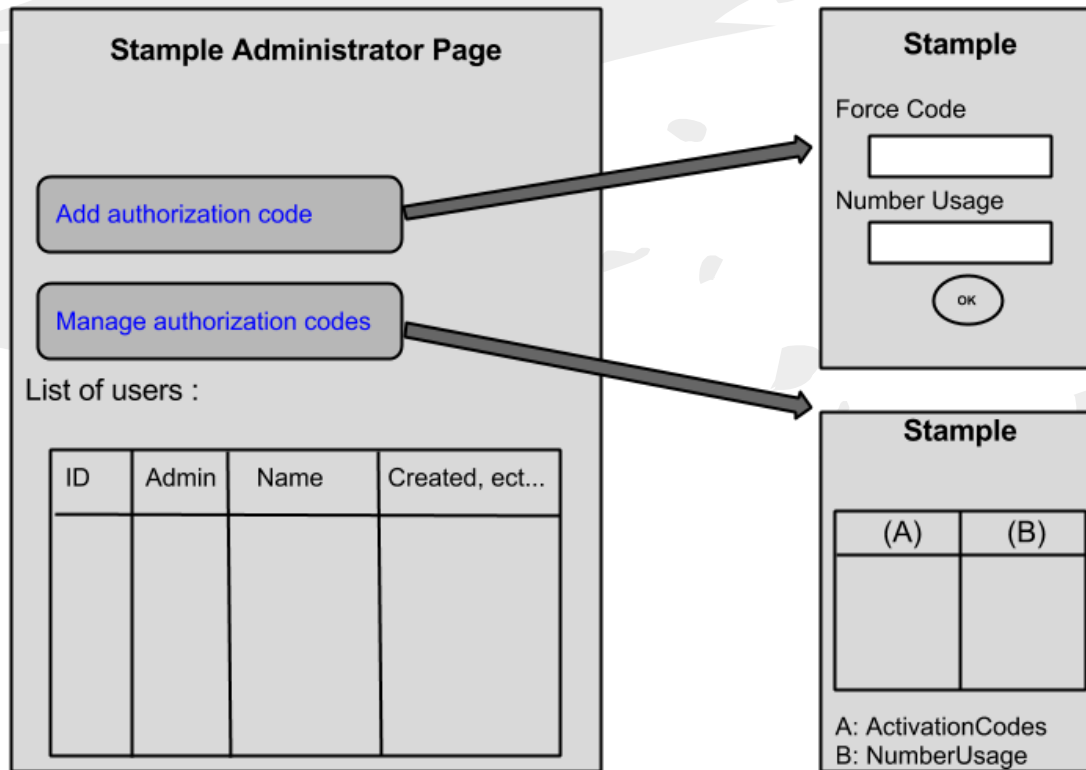 Stample Administrator Page
Add authorization code
Manage authorization codes
List of users :
ID Admin Name Created, ect...
Stample
Force Code
Number Usage
OK
Stample
(A) (B)
A: ActivationCodes
B: NumberUsage